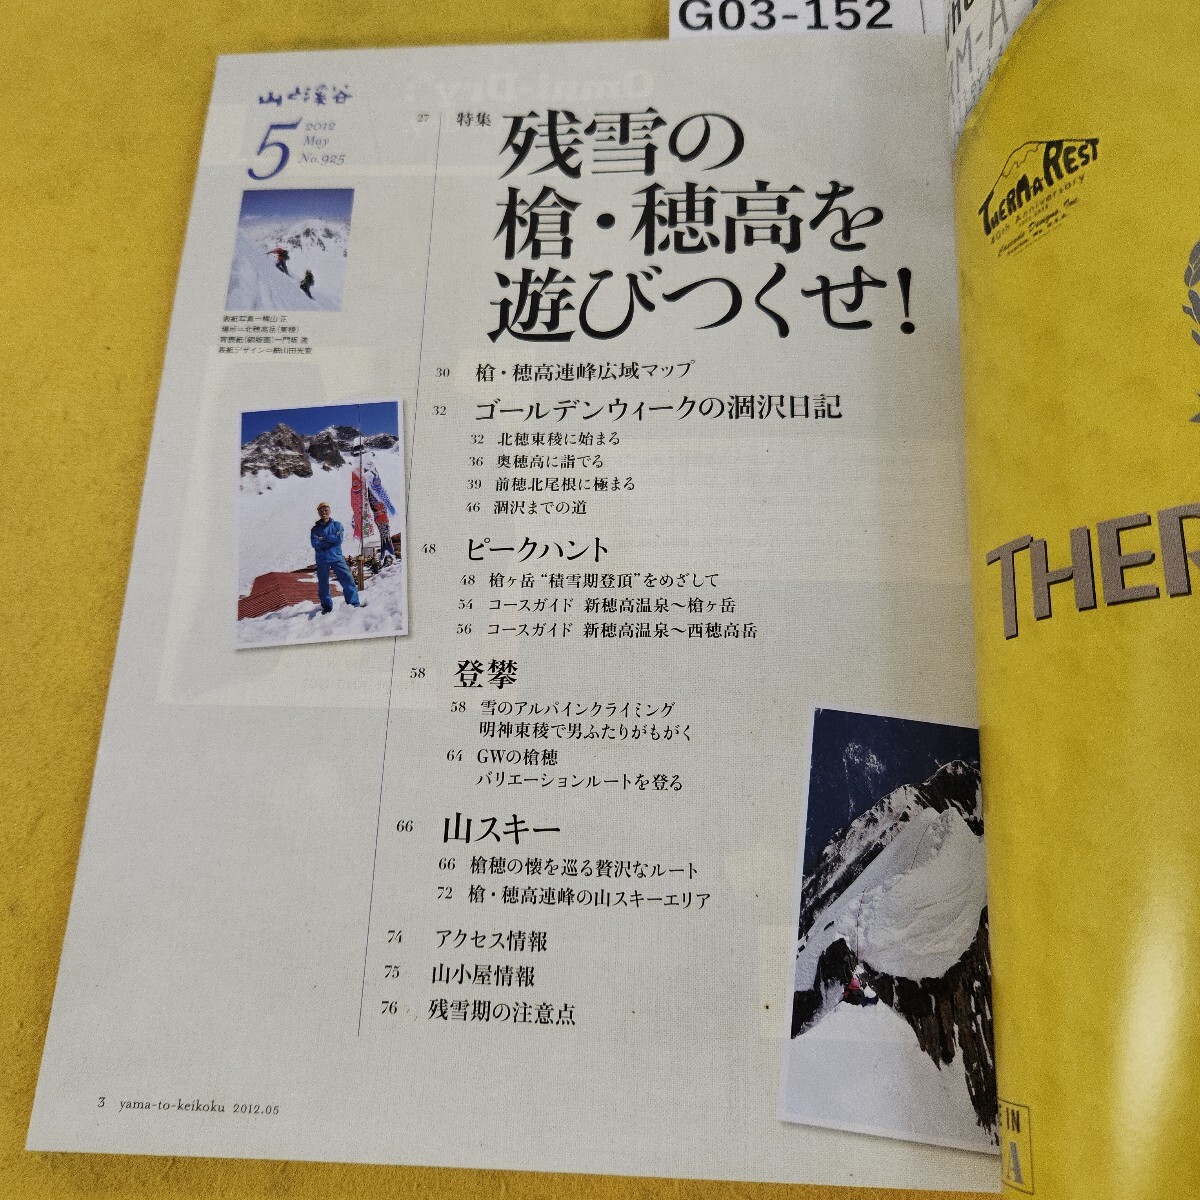 G03-152
山と溪谷
5
2012
May
No.925
27 特集
残雪の
槍・穂高を
遊びつくせ!
場所＝北穂高岳(東稜)
30 槍・穂高連峰広域マップ
32 ゴールデンウィークの涸沢日記
32 北穂東稜に始まる
36 奥穂高に詣でる
39 前穂北尾根に極まる
46 涸沢までの道
48 ピークハント
48 槍ヶ岳“積雪期登頂”をめざして
54 コースガイド 新穂高温泉〜槍ヶ岳
56 コースガイド 新穂高温泉〜西穂高岳
58 登攀
58 雪のアルパインクライミング
明神東稜で男ふたりがもがく
64 GWの槍穂
バリエーションルートを登る
66 山スキー
66 槍穂の懐を巡る贅沢なルート
72 槍・穂高連峰の山スキーエリア
74 アクセス情報
75 山小屋情報
76 残雪期の注意点
3 yama-to-keikoku 2012.05
THERMAREST
40th Anniversary
THER
IN
A